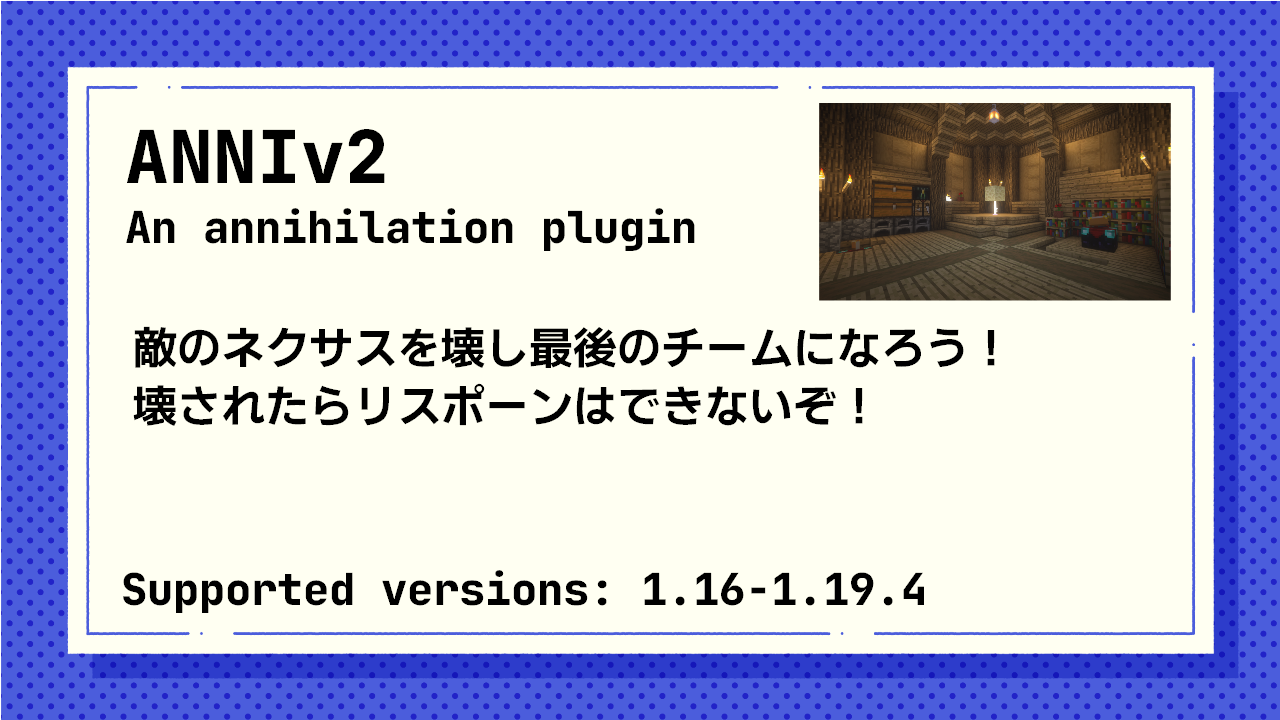 ANNIv2
An annihilation plugin
敵のネクサスを壊し最後のチームになろう！
壊されたらリスポーンはできないぞ！
Supported versions: 1.16-1.19.4